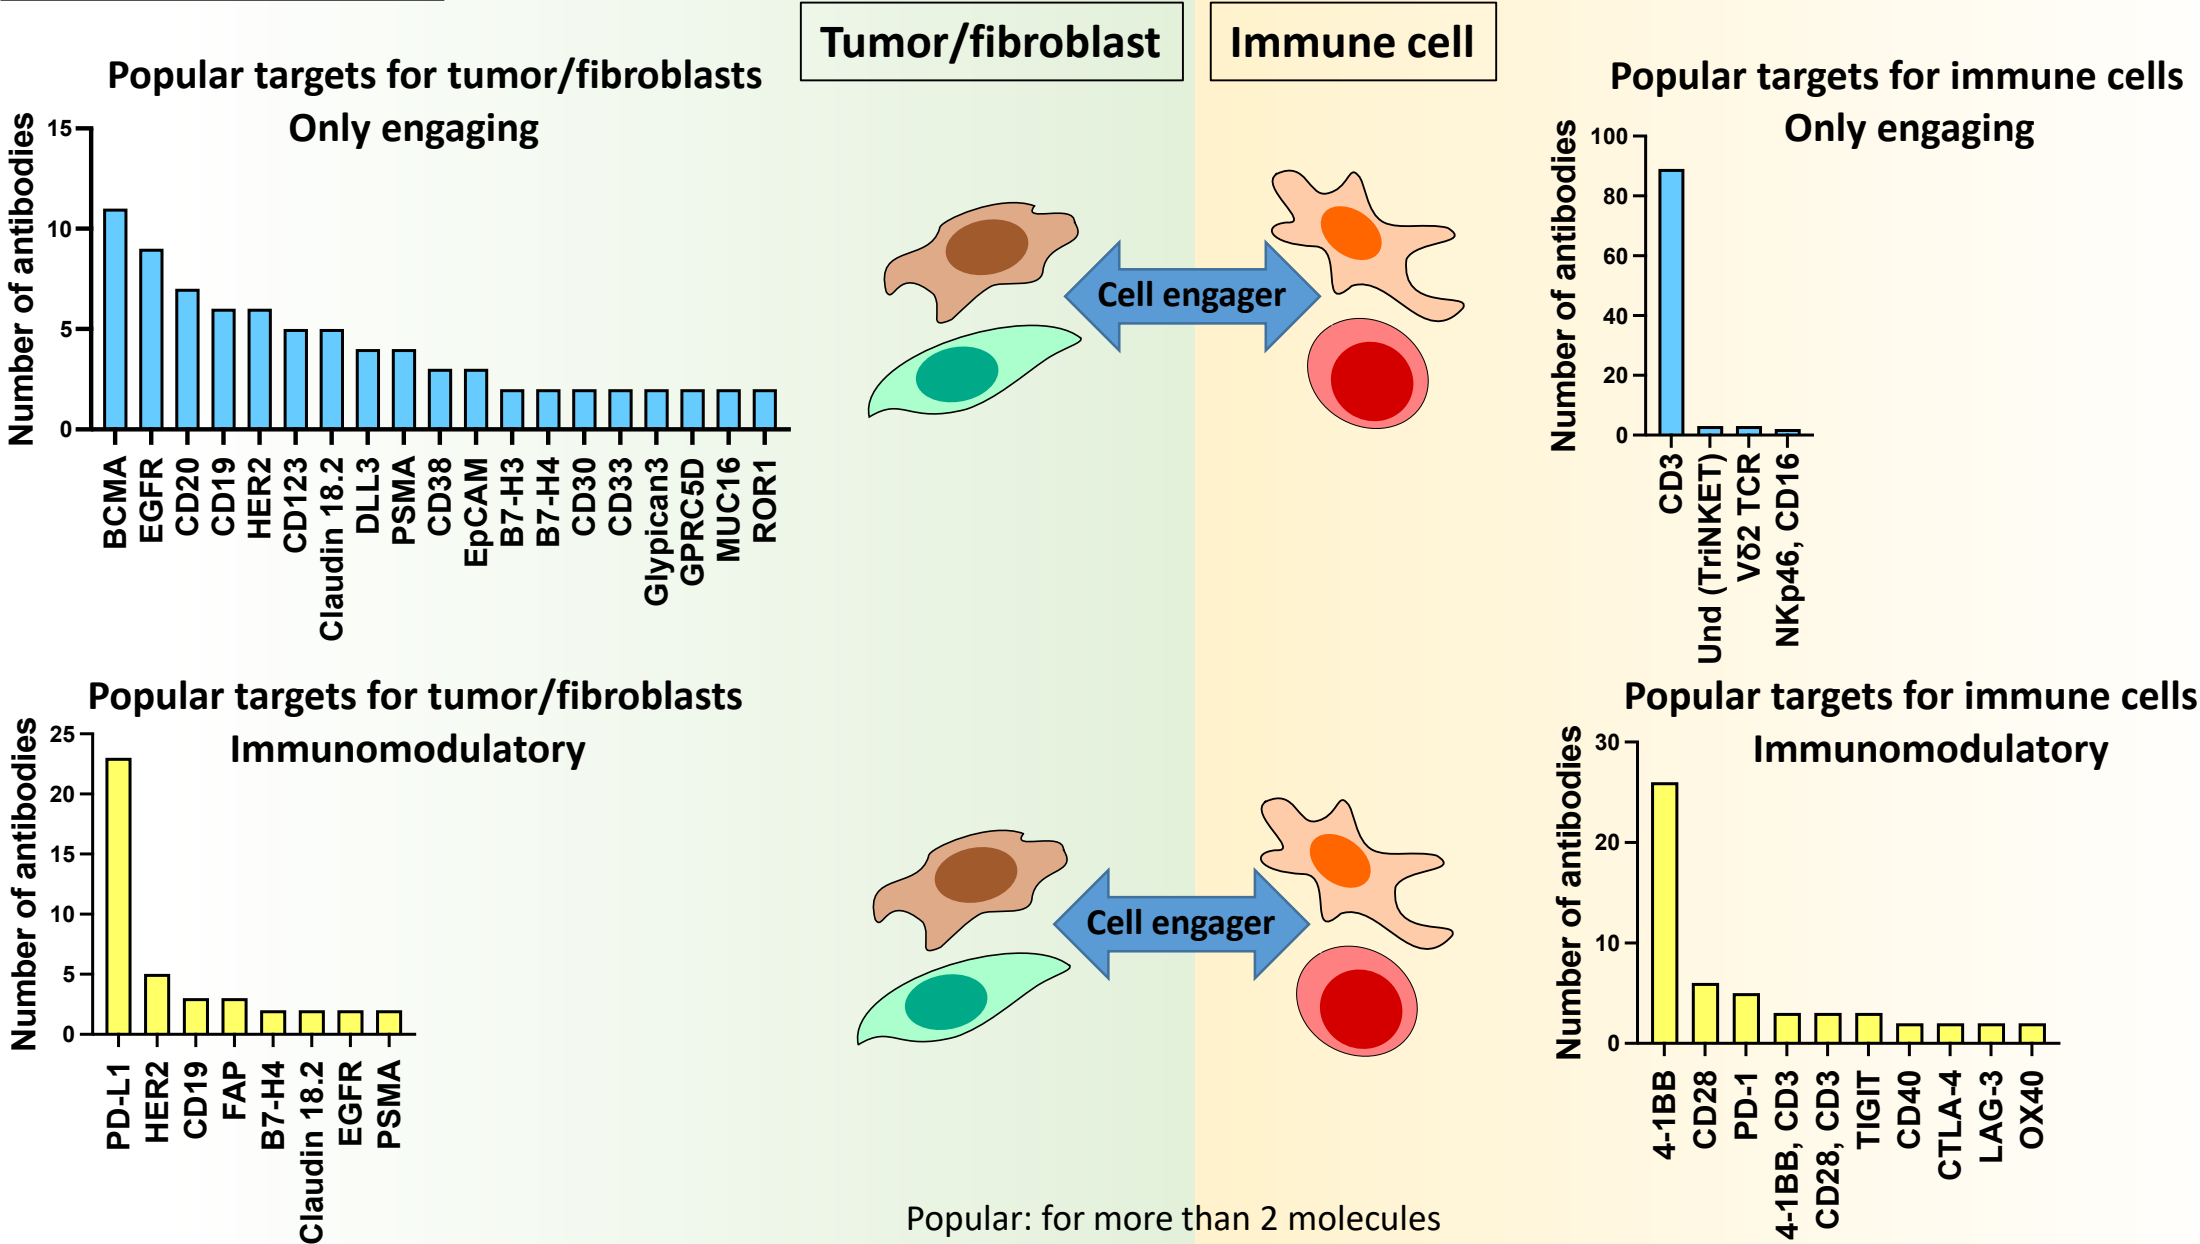 Tumor/fibroblast
Immune cell
Popular targets for tumor/fibroblasts
Only engaging
Number of antibodies
15
10
5
0
BCMA
EGFR
CD20
CD19
HER2
CD123
Claudin 18.2
DLL3
PSMA
CD38
EpCAM
B7-H3
B7-H4
CD30
CD33
Glypican3
GPRC5D
MUC16
ROR1
Cell engager
Popular targets for immune cells
Only engaging
Number of antibodies
100
80
60
40
20
0
CD3
Und (TriNKET)
Vδ2 TCR
NKp46, CD16
Popular targets for tumor/fibroblasts
Immunomodulatory
Number of antibodies
25
20
15
10
5
0
PD-L1
HER2
CD19
FAP
B7-H4
Claudin 18.2
EGFR
PSMA
Cell engager
Popular targets for immune cells
Immunomodulatory
Number of antibodies
30
20
10
0
4-1BB
CD28
PD-1
4-1BB, CD3
CD28, CD3
TIGIT
CD40
CTLA-4
LAG-3
OX40
Popular: for more than 2 molecules